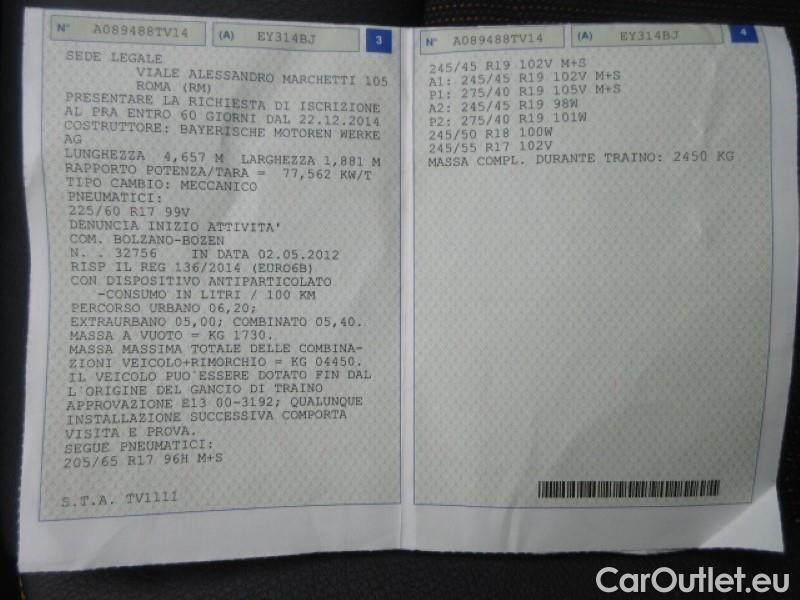 N° A089488TV14 (A) EY314BJ 3
SEDE LEGALE
VIALE ALESSANDRO MARCHETTI 105
ROMA (RM)
PRESENTARE LA RICHIESTA DI ISCRIZIONE
AL PRA ENTRO 60 GIORNI DAL 22.12.2014
COSTRUTTORE: BAYERISCHE MOTOREN WERKE
AG
LUNGHEZZA 4,657 M LARGHEZZA 1,881 M
RAPPORTO POTENZA/TARA = 77,562 KW/T
TIPO CAMBIO: MECCANICO
PNEUMATICI:
225/60 R17 99V
DENUNCIA INIZIO ATTIVITA'
COM. BOLZANO-BOZEN
N. . 32756 IN DATA 02.05.2012
RISP IL REG 136/2014 (EURO6B)
CON DISPOSITIVO ANTIPARTICOLATO
-CONSUMO IN LITRI / 100 KM
PERCORSO URBANO 06,20;
EXTRAURBANO 05,00; COMBINATO 05,40.
MASSA A VUOTO = KG 1730.
MASSA MASSIMA TOTALE DELLE COMBINA-
ZIONI VEICOLO+RIMORCHIO = KG 04450.
IL VEICOLO PUO'ESSERE DOTATO FIN DAL
L'ORIGINE DEL GANCIO DI TRAINO
APPROVAZIONE E13 00-3192; QUALUNQUE
INSTALLAZIONE SUCCESSIVA COMPORTA
VISITA E PROVA.
SEGUE PNEUMATICI:
205/65 R17 96H M+S
S.T.A. TV111I
N° A089488TV14 (A) EY314BJ 4
245/45 R19 102V M+S
A1: 245/45 R19 102V M+S
P1: 275/40 R19 105V M+S
A2: 245/45 R19 98W
P2: 275/40 R19 101W
245/50 R18 100W
245/55 R17 102V
MASSA COMPL. DURANTE TRAINO: 2450 KG
CarOutlet.eu